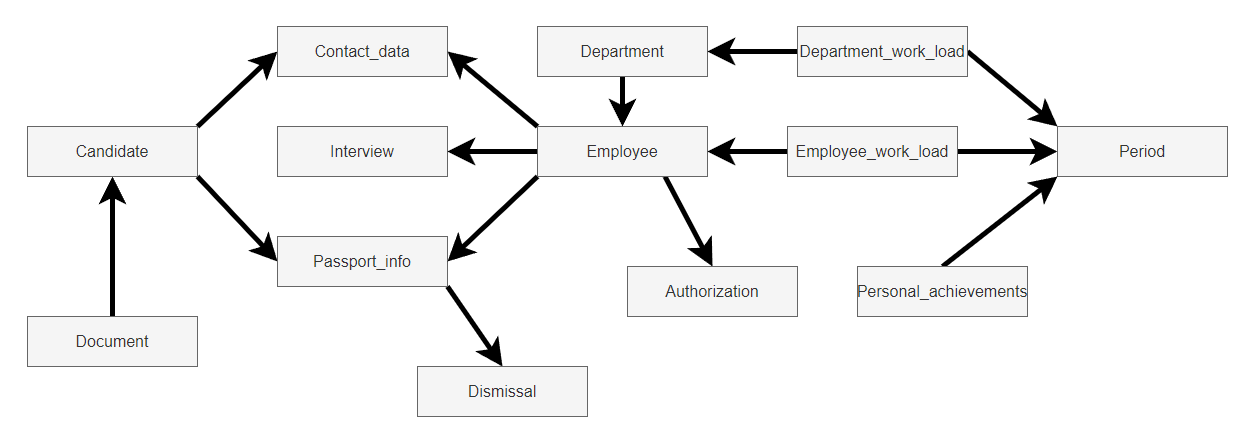 Contact_data
Department
Department_work_load
Candidate
Interview
Employee
Employee_work_load
Period
Passport_info
Authorization
Personal_achievements
Document
Dismissal